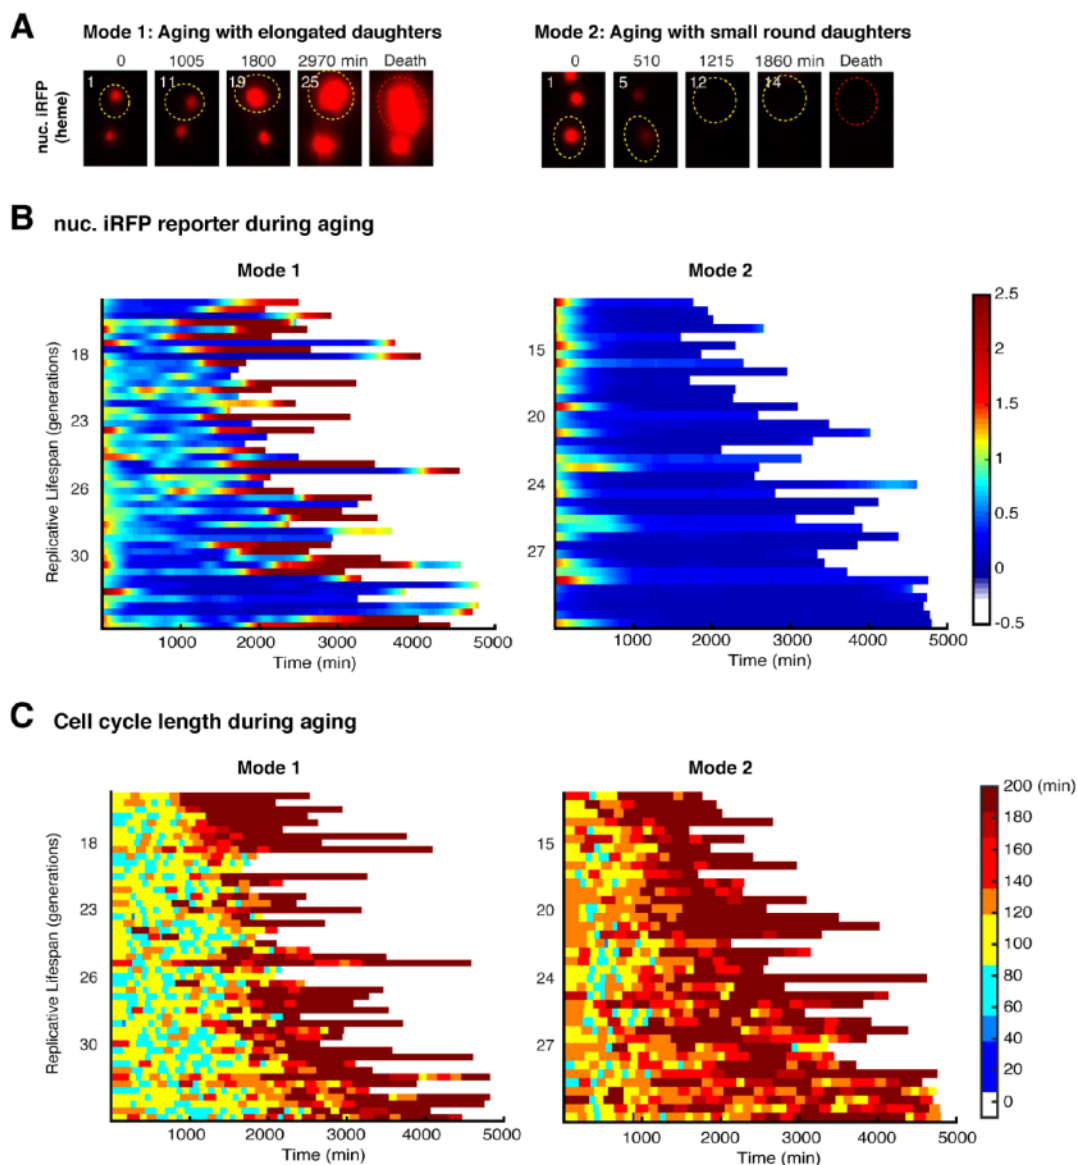 A
Mode 1: Aging with elongated daughters
Mode 2: Aging with small round daughters
0 1005 1800 2970 min Death
0 510 1215 1860 min Death
nuc. iRFP
(heme)
1 11 19 25
1 5 12 14
B nuc. iRFP reporter during aging
Mode 1
Mode 2
Replicative Lifespan (generations)
18
23
26
30
1000 2000 3000 4000 5000
Time (min)
15
20
24
27
1000 2000 3000 4000 5000
Time (min)
2.5
2
1.5
1
0.5
0
-0.5
C Cell cycle length during aging
Mode 1
Mode 2
Replicative Lifespan (generations)
18
23
26
30
1000 2000 3000 4000 5000
Time (min)
15
20
24
27
1000 2000 3000 4000 5000
Time (min)
200 (min)
180
160
140
120
100
80
60
40
20
0